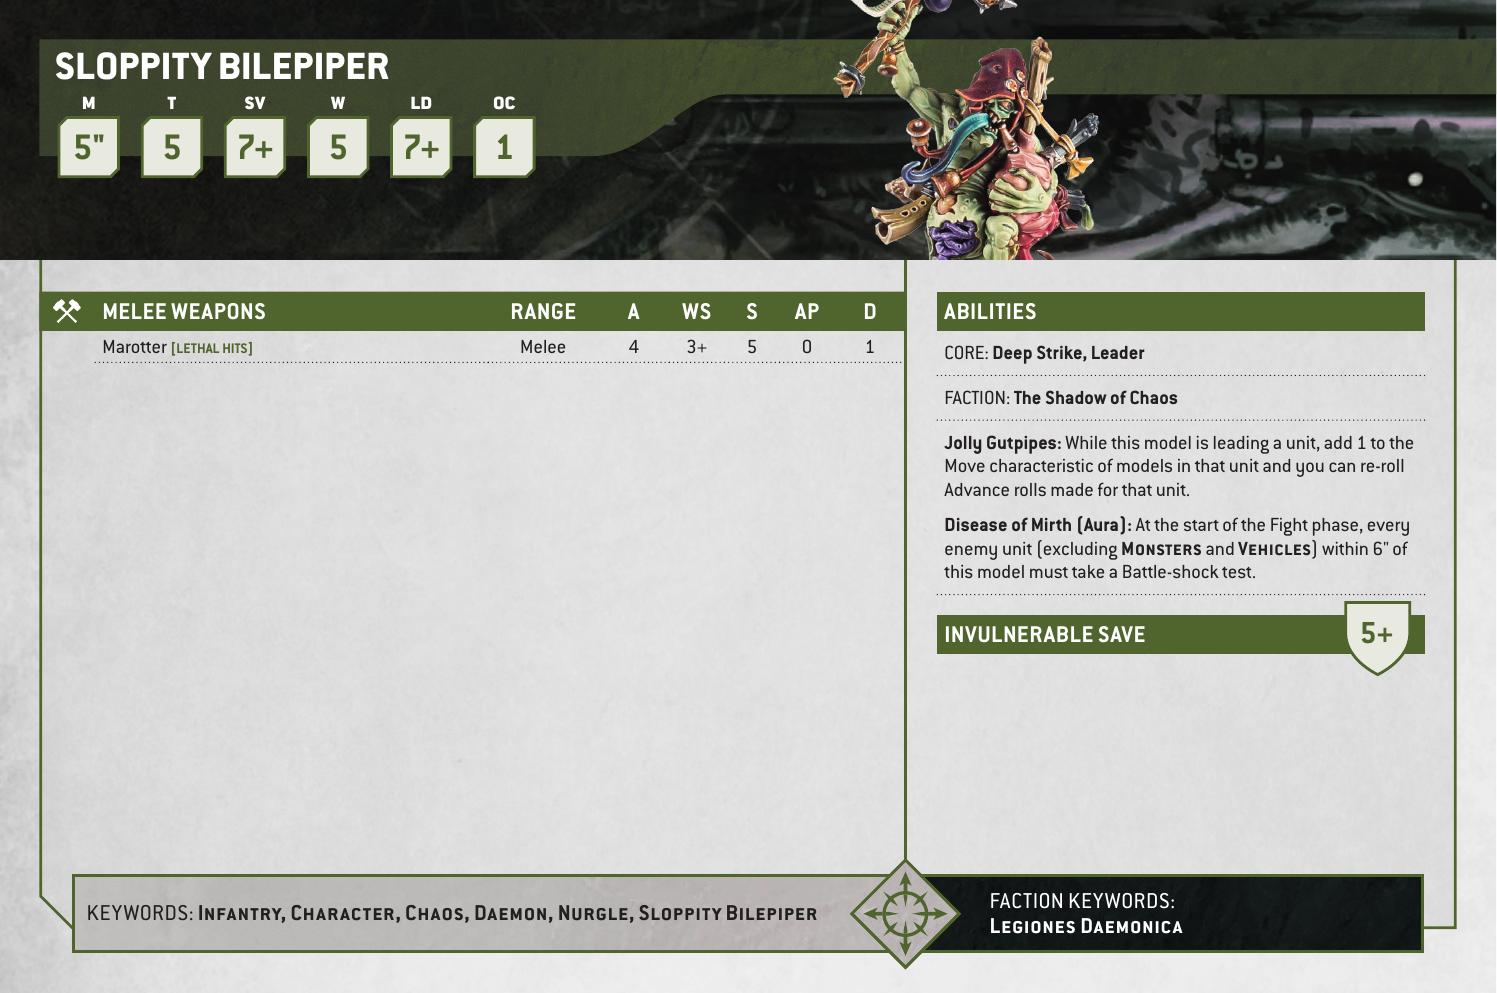 SLOPPITY BILEPIPER
M T SV W LD OC
5" 5 7+ 5 7+ 1
MELEE WEAPONS RANGE A WS S AP D
Marotter [LETHAL HITS] Melee 4 3+ 5 0 1
ABILITIES
CORE: Deep Strike, Leader
FACTION: The Shadow of Chaos
Jolly Gutpipes: While this model is leading a unit, add 1 to the
Move characteristic of models in that unit and you can re-roll
Advance rolls made for that unit.
Disease of Mirth (Aura): At the start of the Fight phase, every
enemy unit (excluding MONSTERS and VEHICLES) within 6" of
this model must take a Battle-shock test.
INVULNERABLE SAVE 5+
KEYWORDS: INFANTRY, CHARACTER, CHAOS, DAEMON, NURGLE, SLOPPITY BILEPIPER
FACTION KEYWORDS:
LEGIONES DAEMONICA